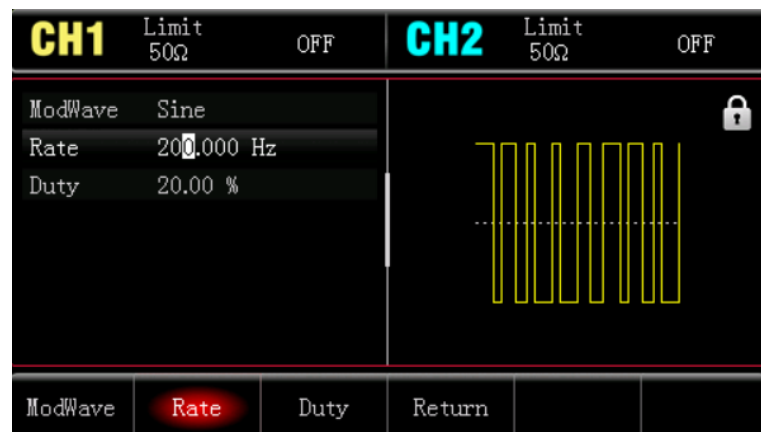 CH1 Limit 50Ω OFF CH2 Limit 50Ω OFF
ModWave Sine
Rate 200.000 Hz
Duty 20.00 %
ModWave Rate Duty Return